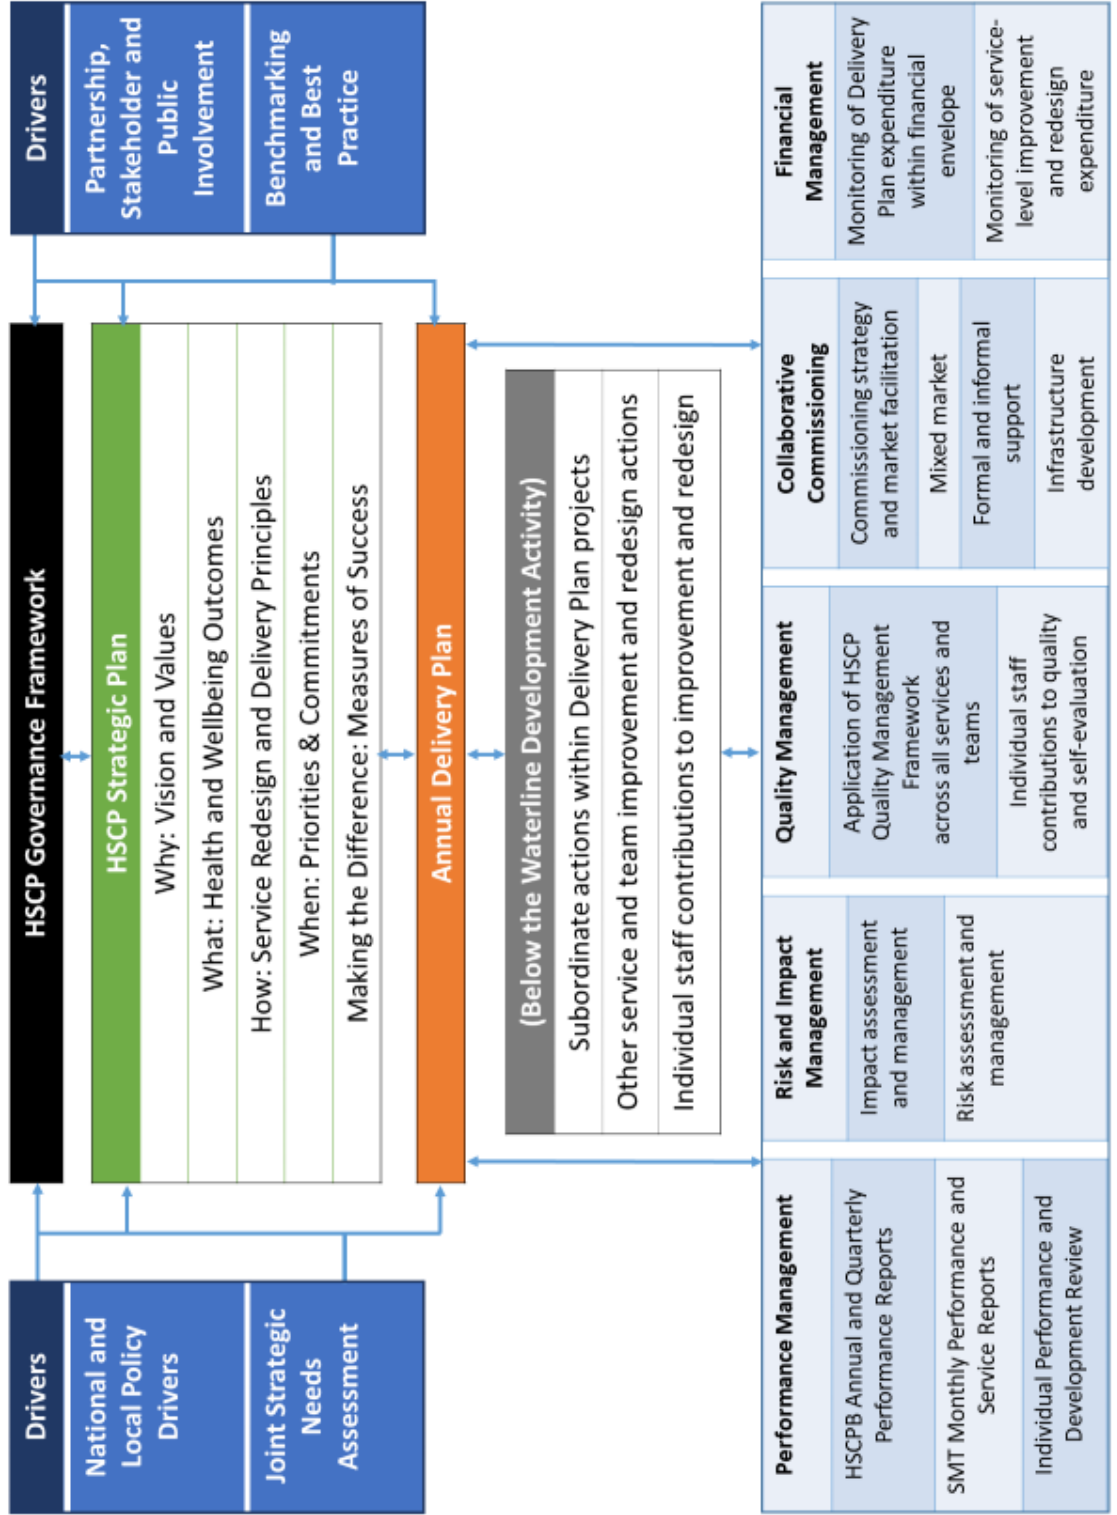 Drivers
National and
Local Policy
Drivers
Joint Strategic
Needs
Assessment
HSCP Governance Framework
HSCP Strategic Plan
Why: Vision and Values
What: Health and Wellbeing Outcomes
How: Service Redesign and Delivery Principles
When: Priorities & Commitments
Making the Difference: Measures of Success
Annual Delivery Plan
(Below the Waterline Development Activity)
Subordinate actions within Delivery Plan projects
Other service and team improvement and redesign actions
Individual staff contributions to improvement and redesign
Drivers
Partnership,
Stakeholder and
Public
Involvement
Benchmarking
and Best
Practice
Performance Management
HSCPB Annual and Quarterly
Performance Reports
SMT Monthly Performance and
Service Reports
Individual Performance and
Development Review
Risk and Impact
Management
Impact assessment
and management
Risk assessment and
management
Quality Management
Application of HSCP
Quality Management
Framework
across all services and
teams
Individual staff
contributions to quality
and self-evaluation
Collaborative
Commissioning
Commissioning strategy
and market facilitation
Mixed market
Formal and informal
support
Infrastructure
development
Financial
Management
Monitoring of Delivery
Plan expenditure
within financial
envelope
Monitoring of service-
level improvement
and redesign
expenditure